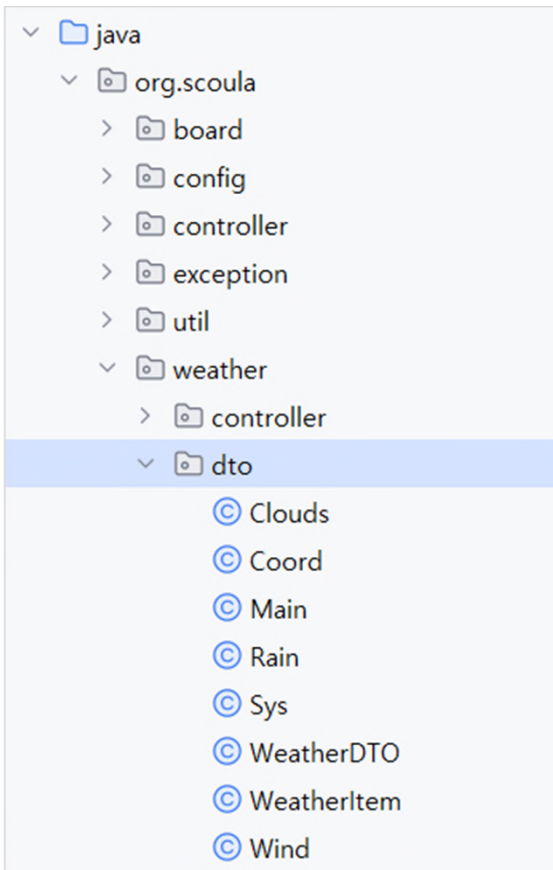 java
org.scoula
board
config
controller
exception
util
weather
controller
dto
Clouds
Coord
Main
Rain
Sys
WeatherDTO
WeatherItem
Wind